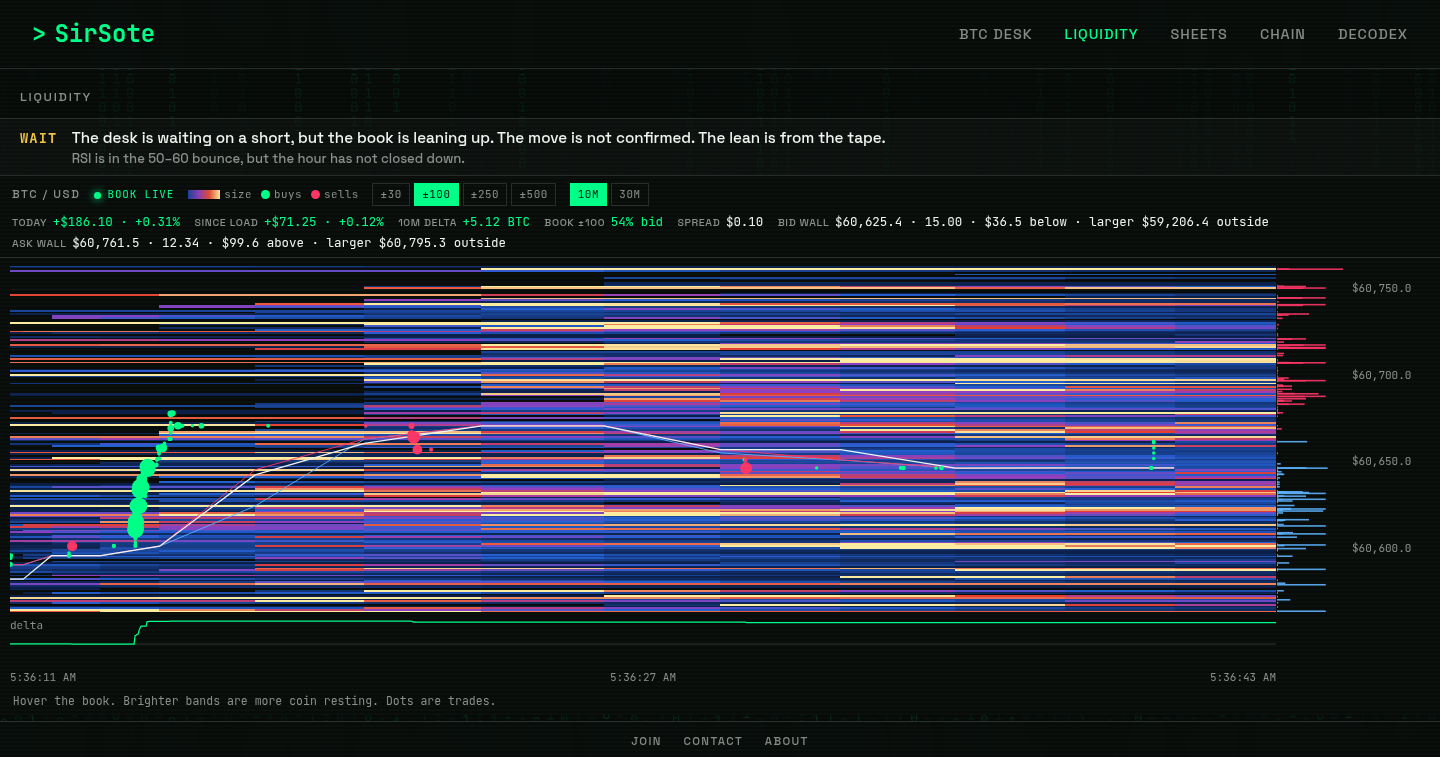 > SirSote
BTC DESK LIQUIDITY SHEETS CHAIN DECODEX
LIQUIDITY
WAIT The desk is waiting on a short, but the book is leaning up. The move is not confirmed. The lean is from the tape.
RSI is in the 50–60 bounce, but the hour has not closed down.
BTC / USD BOOK LIVE size buys sells ±30 ±100 ±250 ±500 10M 30M
TODAY +$186.10 · +0.31% SINCE LOAD +$71.25 · +0.12% 10M DELTA +5.12 BTC BOOK ±100 54% bid SPREAD $0.10 BID WALL $60,625.4 · 15.00 · $36.5 below · larger $59,206.4 outside
ASK WALL $60,761.5 · 12.34 · $99.6 above · larger $60,795.3 outside
$60,750.0
$60,700.0
$60,650.0
$60,600.0
delta
5:36:11 AM 5:36:27 AM 5:36:43 AM
Hover the book. Brighter bands are more coin resting. Dots are trades.
JOIN CONTACT ABOUT